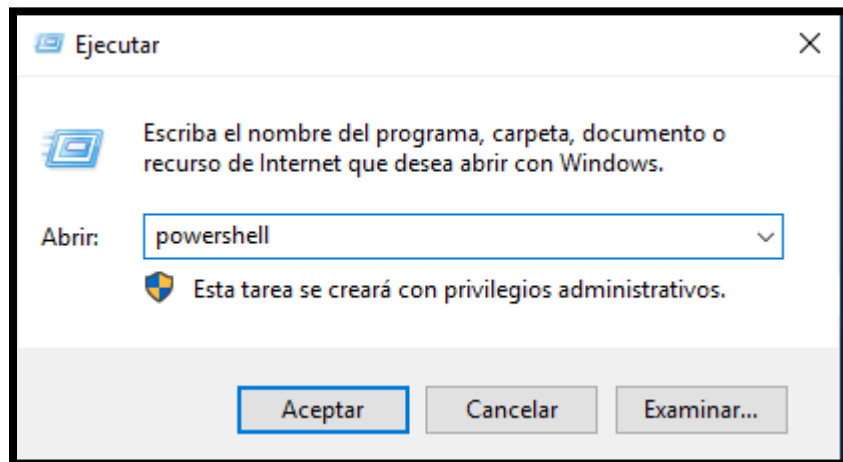 Ejecutar
Escriba el nombre del programa, carpeta, documento o
recurso de Internet que desea abrir con Windows.
Abrir: powershell
Esta tarea se creará con privilegios administrativos.
Aceptar Cancelar Examinar...